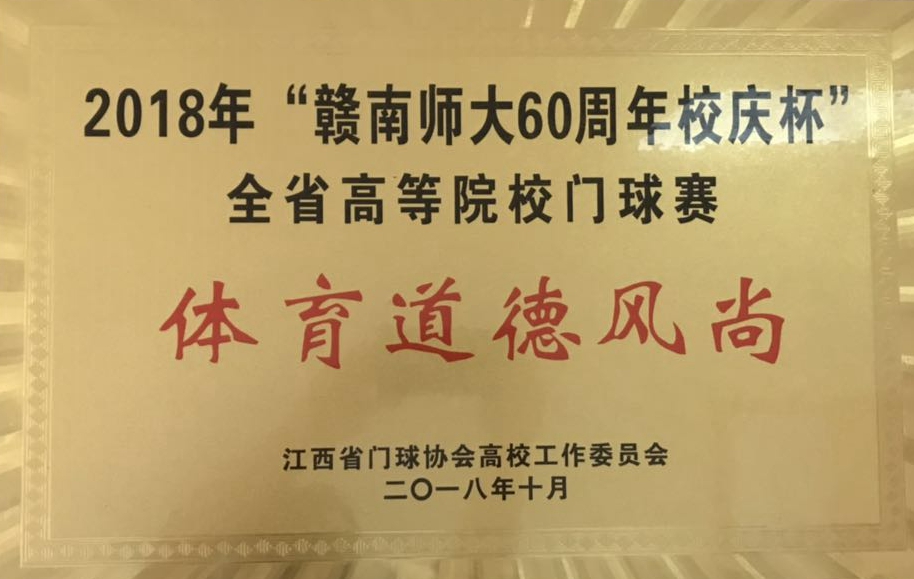 2018年“赣南师大60周年校庆杯”
全省高等院校门球赛
体育道德风尚
江西省门球协会高校工作委员会
二〇一八年十月